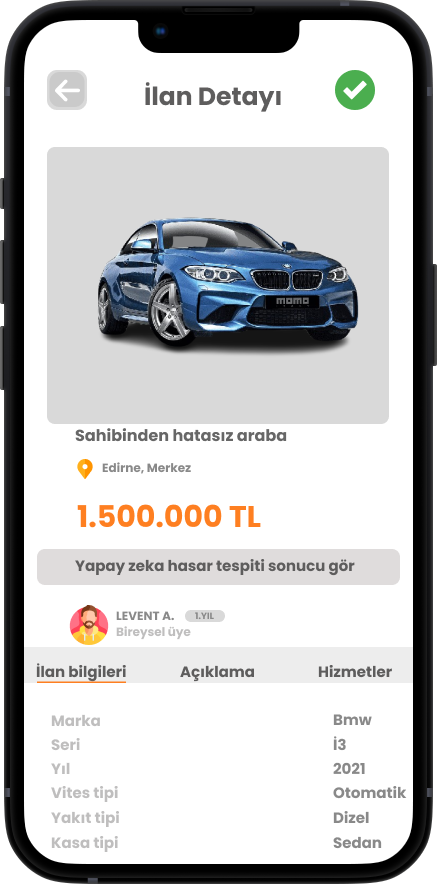 İlan Detayı
momo
Sahibinden hatasız araba
Edirne, Merkez
1.500.000 TL
Yapay zeka hasar tespiti sonucu gör
LEVENT A. 1.YIL
Bireysel üye
İlan bilgileri Açıklama Hizmetler
Marka Bmw
Seri İ3
Yıl 2021
Vites tipi Otomatik
Yakıt tipi Dizel
Kasa tipi Sedan